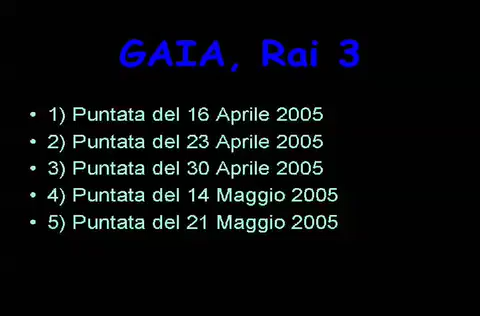 GAIA, Rai 3
• 1) Puntata del 16 Aprile 2005
• 2) Puntata del 23 Aprile 2005
• 3) Puntata del 30 Aprile 2005
• 4) Puntata del 14 Maggio 2005
• 5) Puntata del 21 Maggio 2005